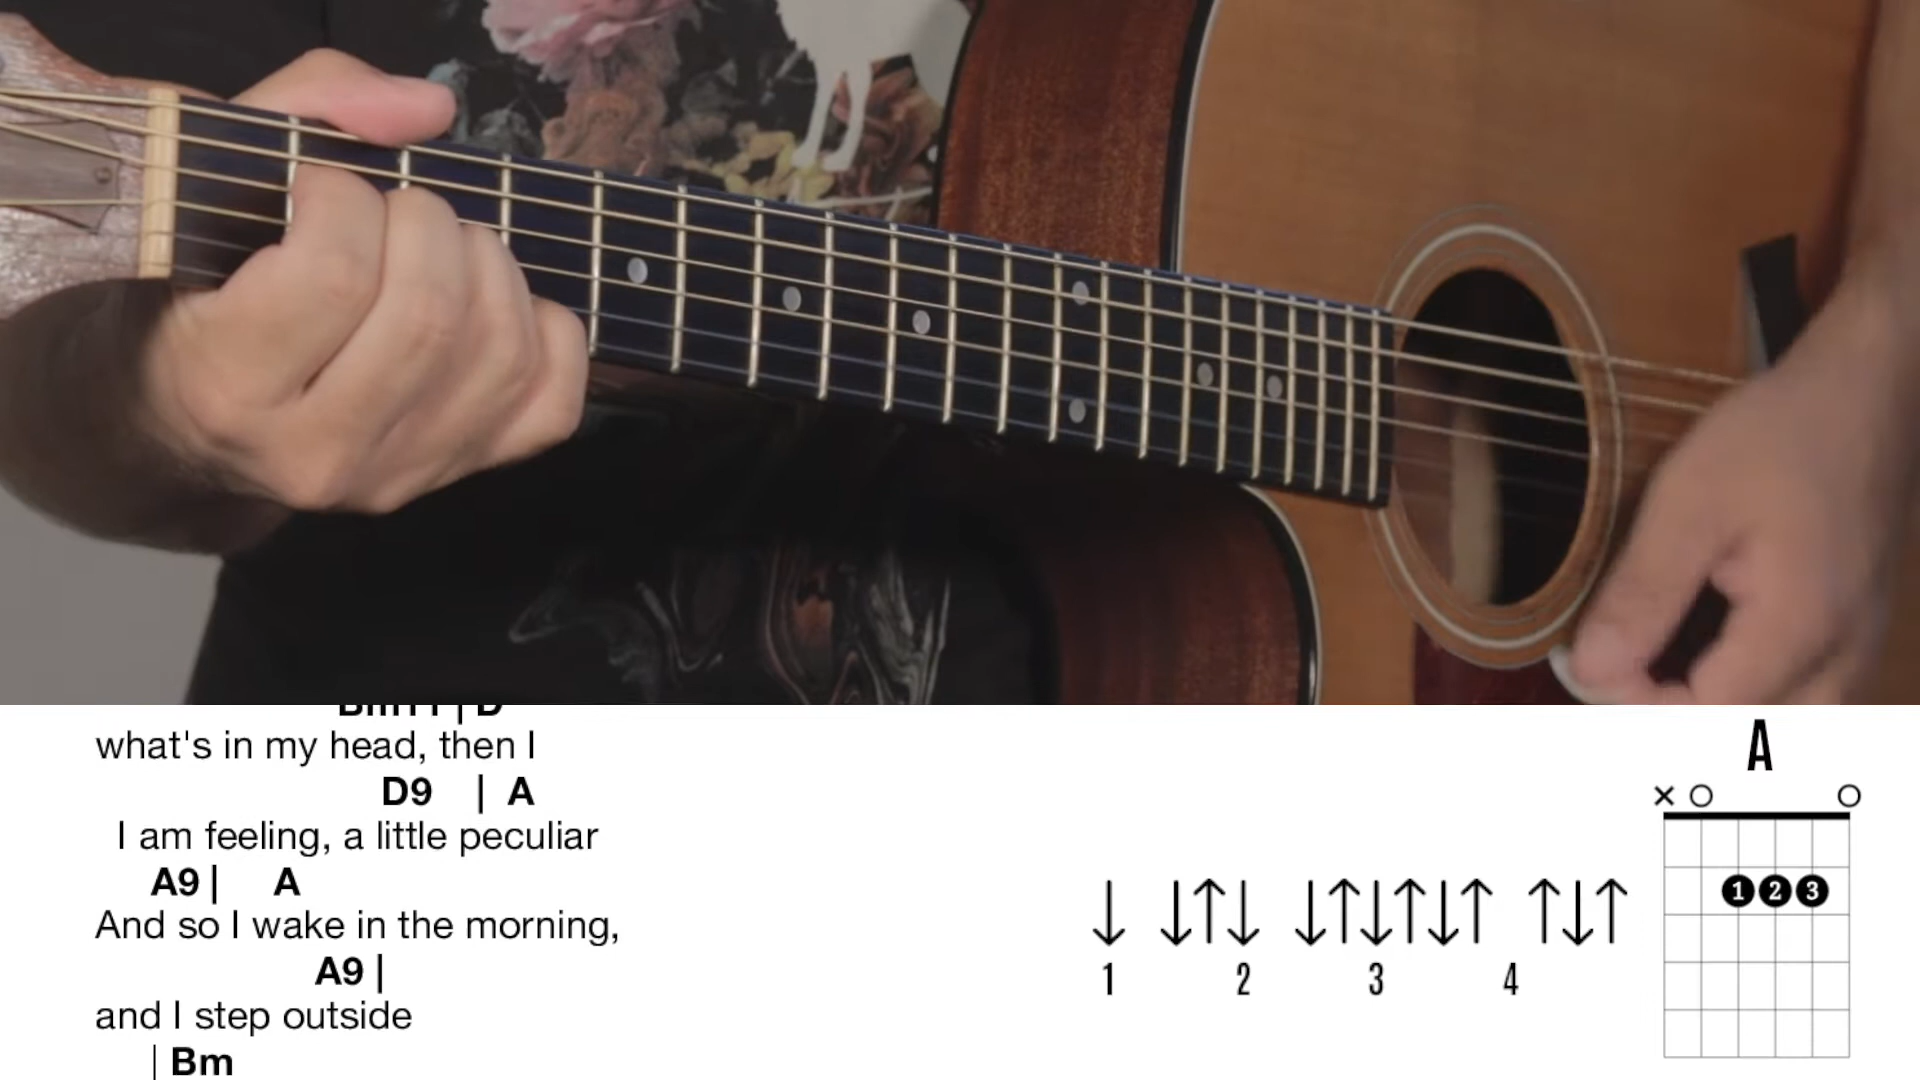 Bm11 | D
what's in my head, then I
D9 | A
I am feeling, a little peculiar
A9 | A
And so I wake in the morning,
A9 |
and I step outside
| Bm
↓ ↓↑↓ ↓↑↓↑↓↑ ↑↓↑
1 2 3 4
A
× ○ ○
1 2 3